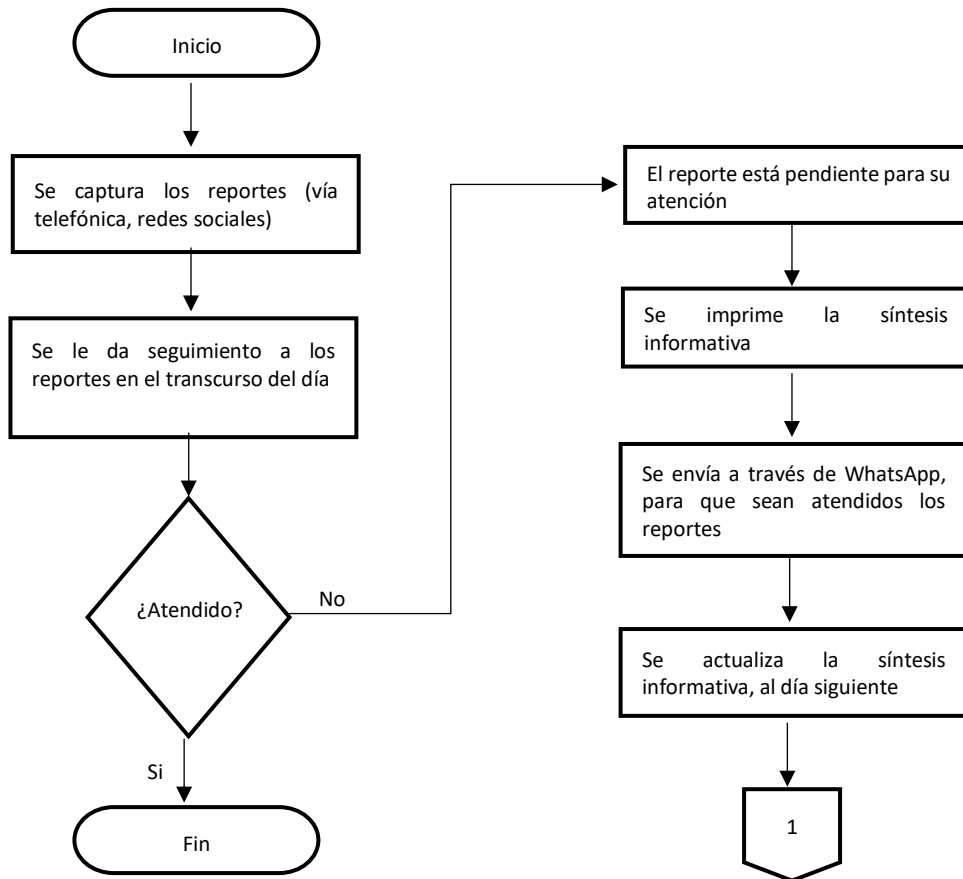 Inicio
Se captura los reportes (vía
telefónica, redes sociales)
Se le da seguimiento a los
reportes en el transcurso del día
¿Atendido?
No
Si
Fin
El reporte está pendiente para su
atención
Se imprime la síntesis
informativa
Se envía a través de WhatsApp,
para que sean atendidos los
reportes
Se actualiza la síntesis
informativa, al día siguiente
1